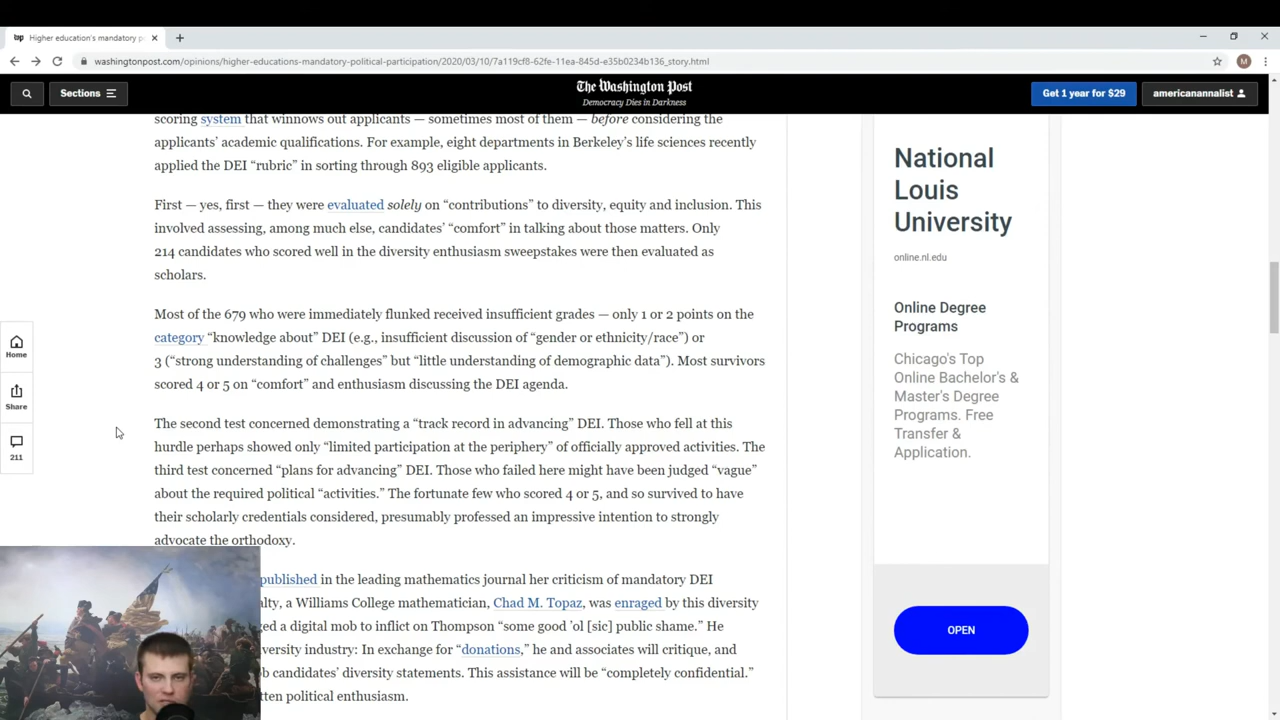 Higher education's mandatory p
washingtonpost.com/opinions/higher-educations-mandatory-political-participation/2020/03/10/7a119cf8-62fe-11ea-845d-e35b0234b136_story.html
M
Sections
The Washington Post
Democracy Dies in Darkness
Get 1 year for $29
americanannalist
scoring system that winnows out applicants — sometimes most of them — before considering the
applicants’ academic qualifications. For example, eight departments in Berkeley’s life sciences recently
applied the DEI “rubric” in sorting through 893 eligible applicants.
First — yes, first — they were evaluated solely on “contributions” to diversity, equity and inclusion. This
involved assessing, among much else, candidates’ “comfort” in talking about those matters. Only
214 candidates who scored well in the diversity enthusiasm sweepstakes were then evaluated as
scholars.
Most of the 679 who were immediately flunked received insufficient grades — only 1 or 2 points on the
category “knowledge about” DEI (e.g., insufficient discussion of “gender or ethnicity/race”) or
3 (“strong understanding of challenges” but “little understanding of demographic data”). Most survivors
scored 4 or 5 on “comfort” and enthusiasm discussing the DEI agenda.
The second test concerned demonstrating a “track record in advancing” DEI. Those who fell at this
hurdle perhaps showed only “limited participation at the periphery” of officially approved activities. The
third test concerned “plans for advancing” DEI. Those who failed here might have been judged “vague”
about the required political “activities.” The fortunate few who scored 4 or 5, and so survived to have
their scholarly credentials considered, presumably professed an impressive intention to strongly
advocate the orthodoxy.
published in the leading mathematics journal her criticism of mandatory DEI
alty, a Williams College mathematician, Chad M. Topaz, was enraged by this diversity
ged a digital mob to inflict on Thompson “some good ’ol [sic] public shame.” He
versity industry: In exchange for “donations,” he and associates will critique, and
b candidates’ diversity statements. This assistance will be “completely confidential.”
tten political enthusiasm.
Home
Share
211
National
Louis
University
online.nl.edu
Online Degree
Programs
Chicago's Top
Online Bachelor's &
Master's Degree
Programs. Free
Transfer &
Application.
OPEN